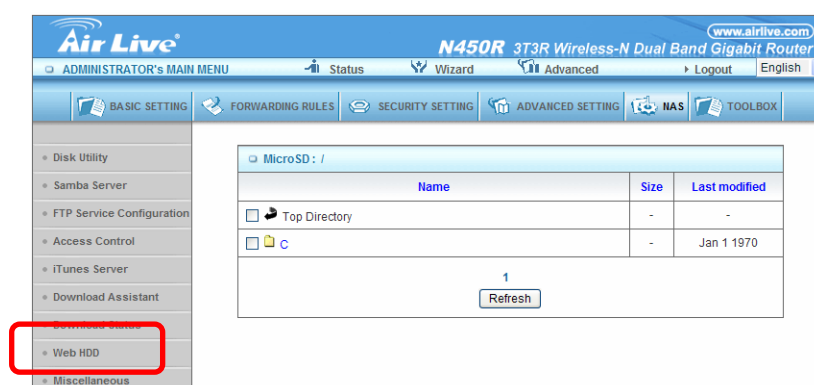 Air Live®
www.airlive.com
N450R 3T3R Wireless-N Dual Band Gigabit Router
ADMINISTRATOR's MAIN MENU Status Wizard Advanced Logout English
BASIC SETTING FORWARDING RULES SECURITY SETTING ADVANCED SETTING NAS TOOLBOX
Disk Utility
Samba Server
FTP Service Configuration
Access Control
iTunes Server
Download Assistant
Download Status
Web HDD
Miscellaneous
MicroSD : /
Name Size Last modified
Top Directory - -
C - Jan 1 1970
1
Refresh